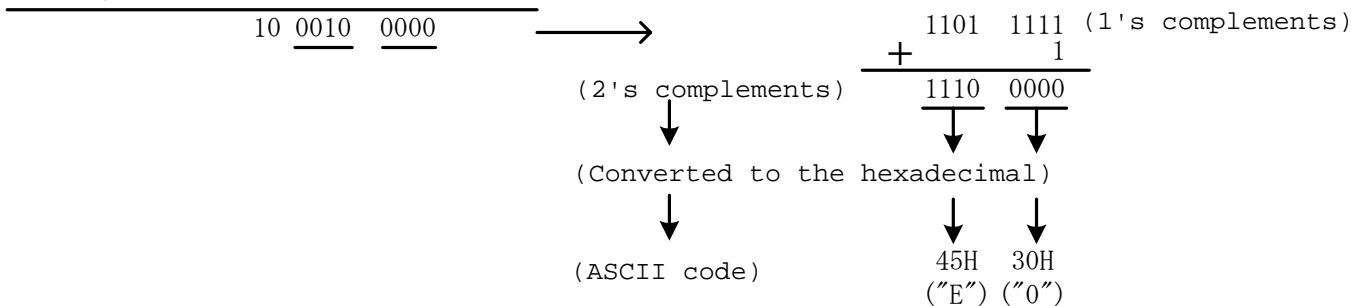 10 0010 0000
1101 1111 (1's complements)
+ 1
(2's complements) 1110 0000
(Converted to the hexadecimal)
(ASCII code) 45H 30H
("E") ("0")